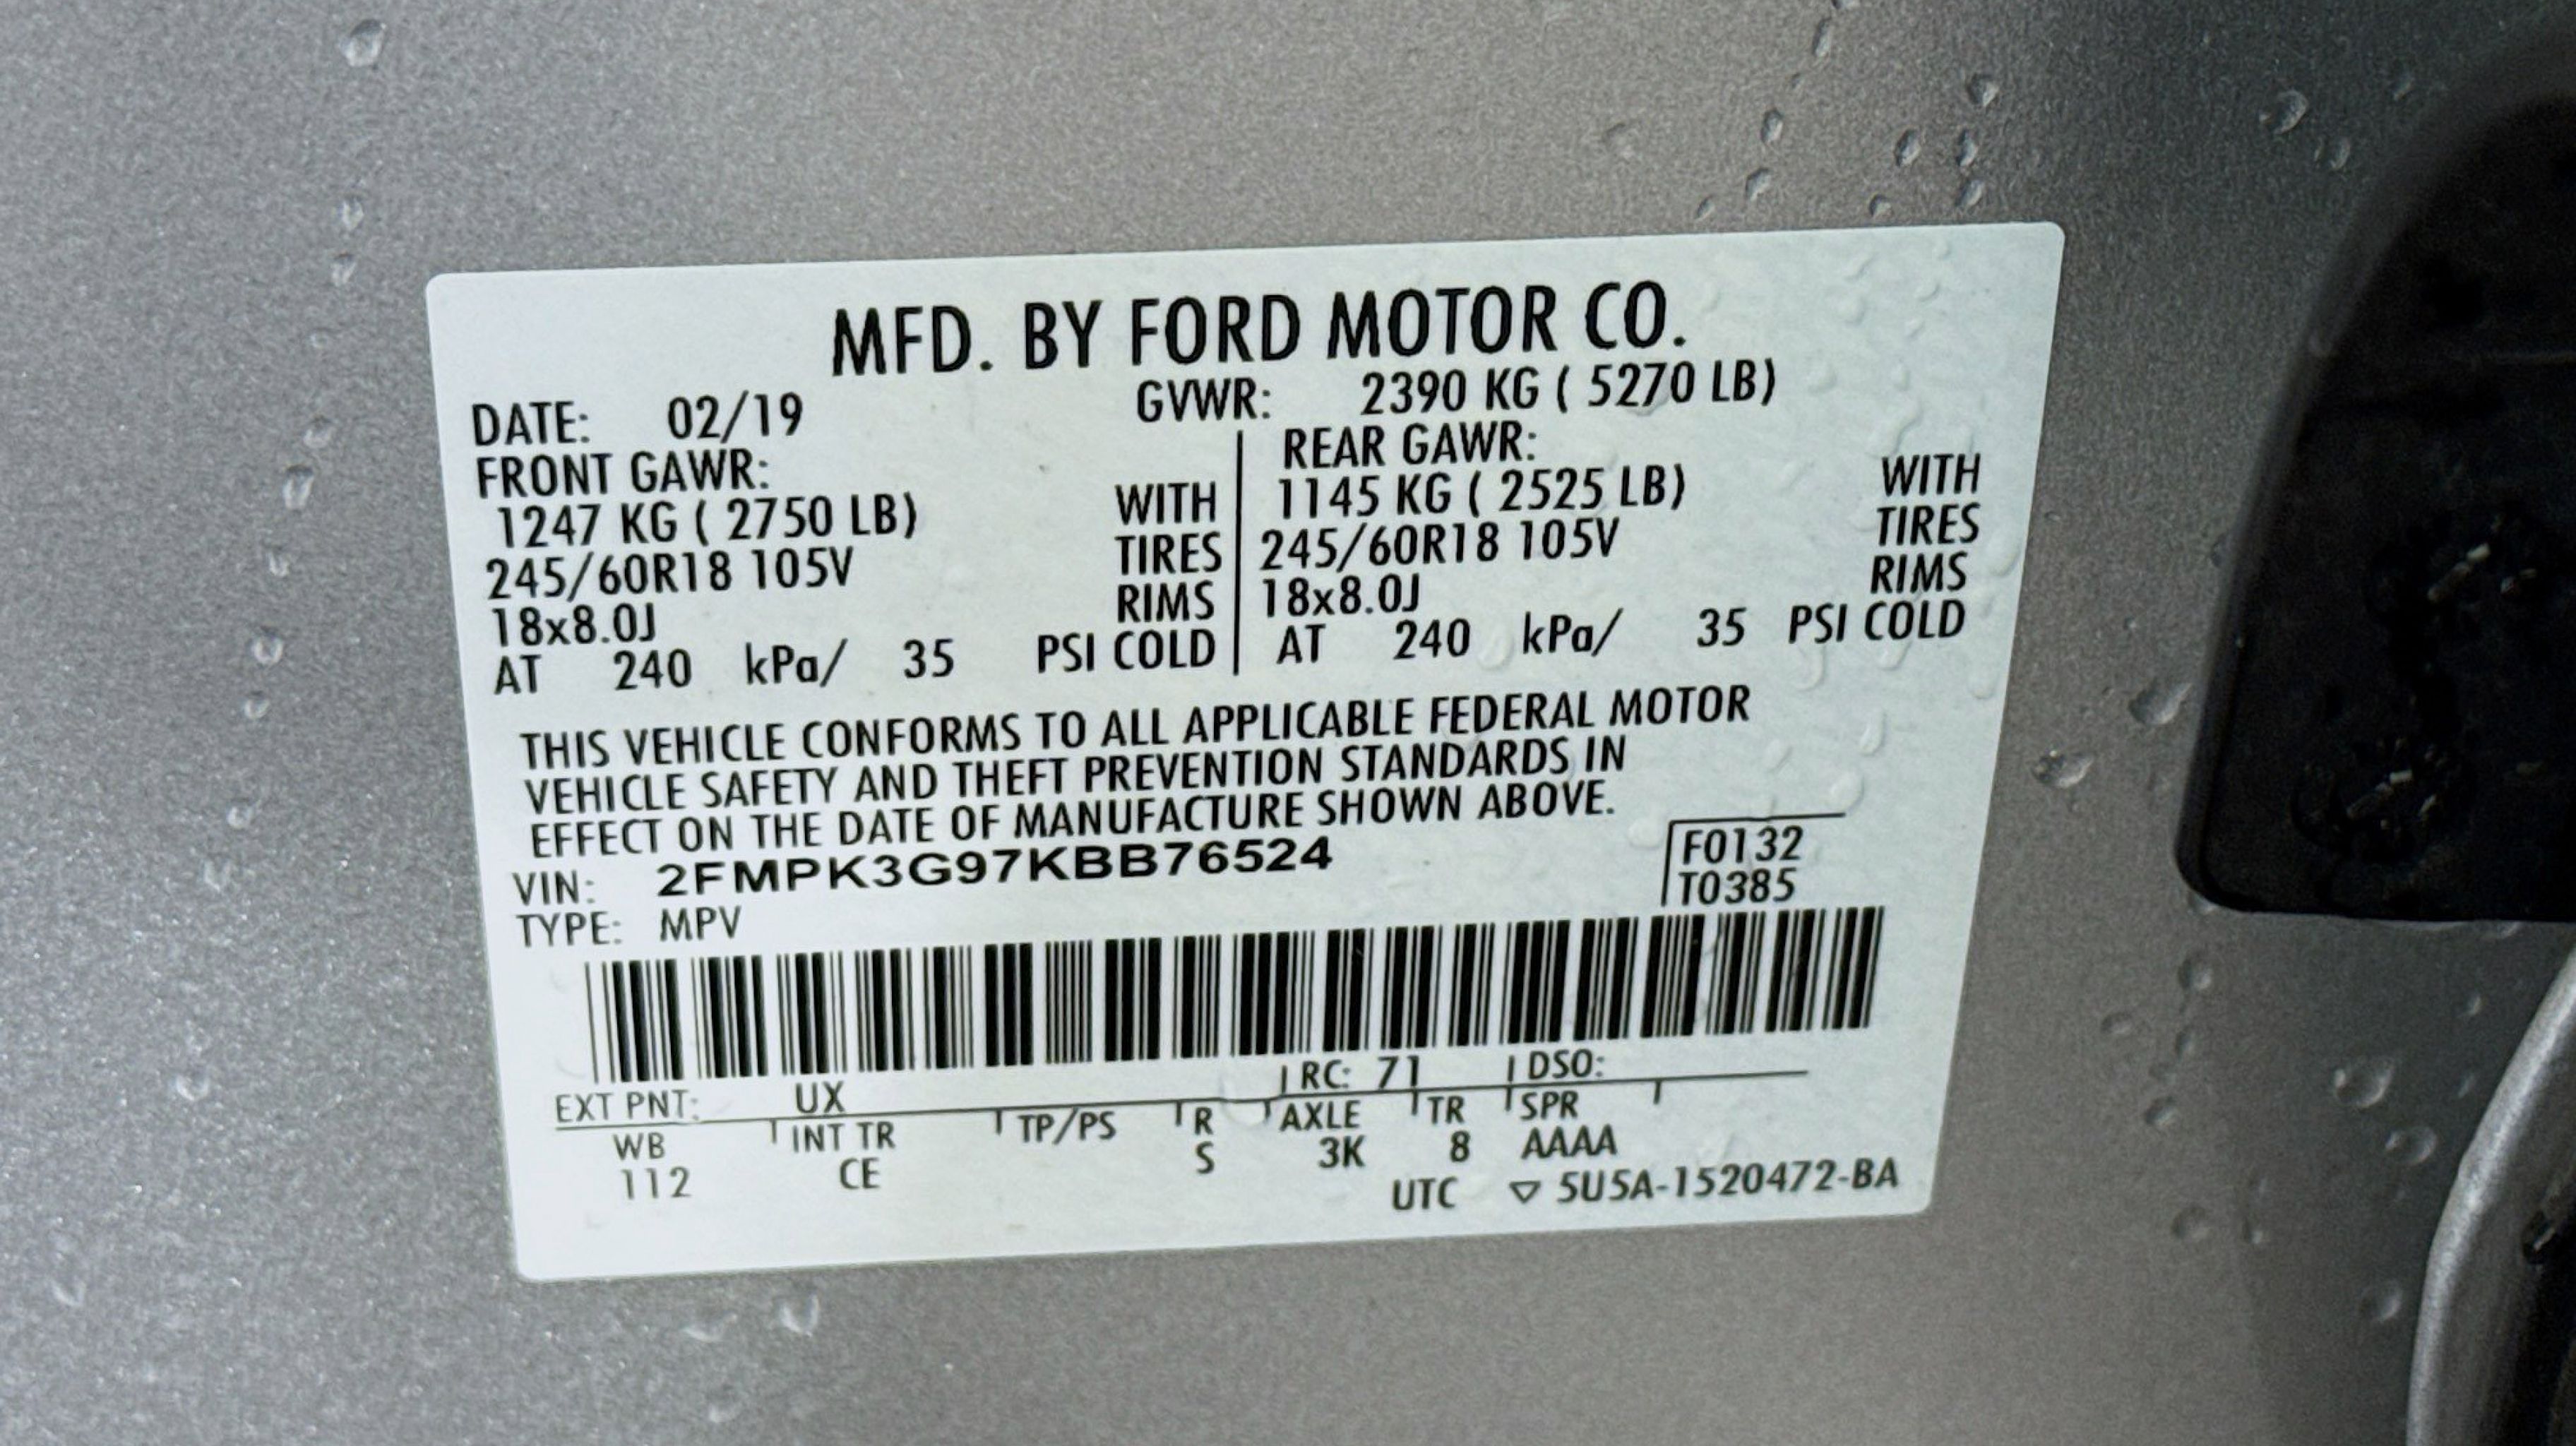 MFD. BY FORD MOTOR CO.
DATE: 02/19 GVWR: 2390 KG ( 5270 LB)
FRONT GAWR: REAR GAWR:
1247 KG ( 2750 LB) WITH 1145 KG ( 2525 LB) WITH
245/60R18 105V TIRES 245/60R18 105V TIRES
18x8.0J RIMS 18x8.0J RIMS
AT 240 kPa/ 35 PSI COLD AT 240 kPa/ 35 PSI COLD
THIS VEHICLE CONFORMS TO ALL APPLICABLE FEDERAL MOTOR
VEHICLE SAFETY AND THEFT PREVENTION STANDARDS IN
EFFECT ON THE DATE OF MANUFACTURE SHOWN ABOVE.
VIN: 2FMPK3G97KBB76524 F0132
TYPE: MPV T0385
EXT PNT: UX RC: 71 DSO:
WB INT TR TP/PS R AXLE TR SPR
112 CE S 3K 8 AAAA
UTC ▽ 5U5A-1520472-BA